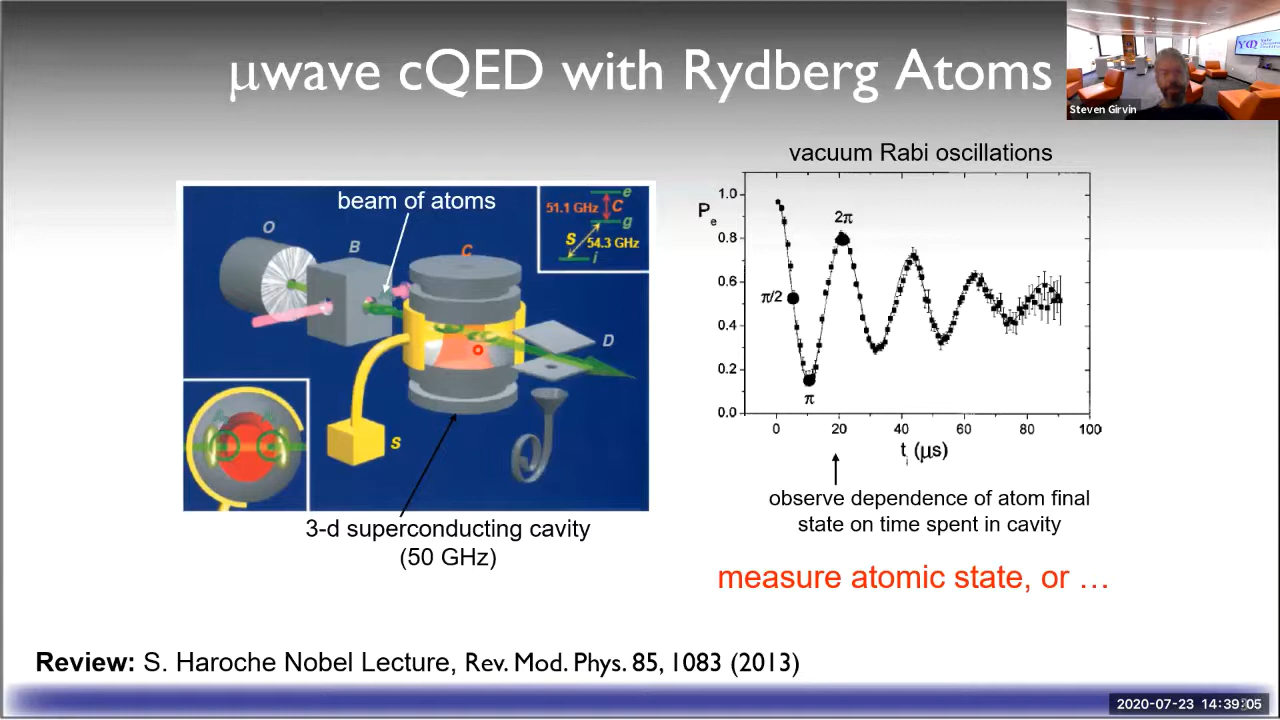 μwave cQED with Rydberg Atoms
Steven Girvin
vacuum Rabi oscillations
beam of atoms
O
B
C
D
S
51.1 GHz
C
e
g
S
54.3 GHz
i
3-d superconducting cavity
(50 GHz)
Pe
1.0
0.8
0.6
0.4
0.2
0.0
2π
π/2
π
0 20 40 60 80 100
ti (μs)
observe dependence of atom final
state on time spent in cavity
measure atomic state, or …
Review: S. Haroche Nobel Lecture, Rev. Mod. Phys. 85, 1083 (2013)
2020-07-23 14:39:05